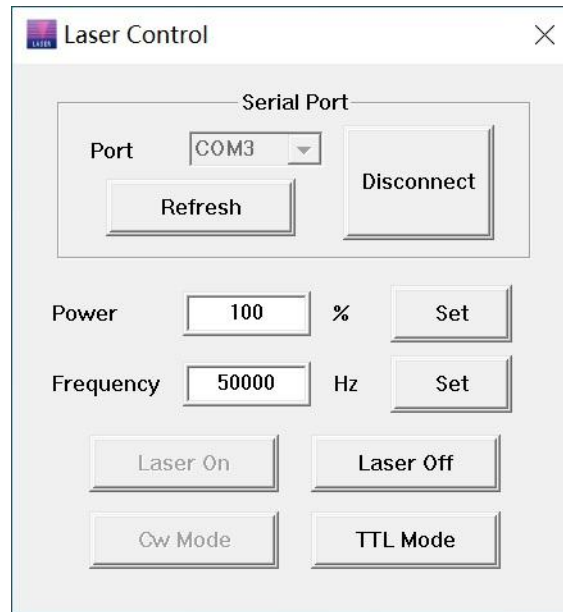 LASER
Laser Control
Serial Port
Port COM3
Refresh
Disconnect
Power 100 % Set
Frequency 50000 Hz Set
Laser On Laser Off
Cw Mode TTL Mode